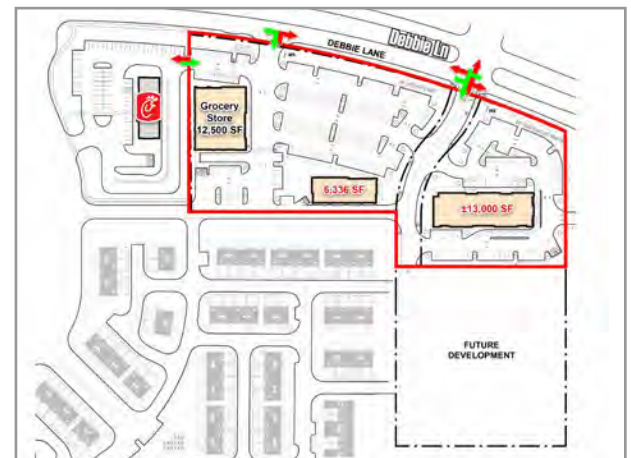 DEBBIE LANE
Debbie Ln
Grocery
Store
12,500 SF
6,336 SF
±13,000 SF
FUTURE
DEVELOPMENT